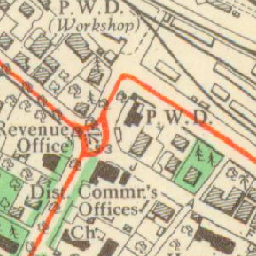 P.W.D.
(Workshop)
P.W.D.
Revenue
Office
Dist. Commr.'s
Offices
Ch.